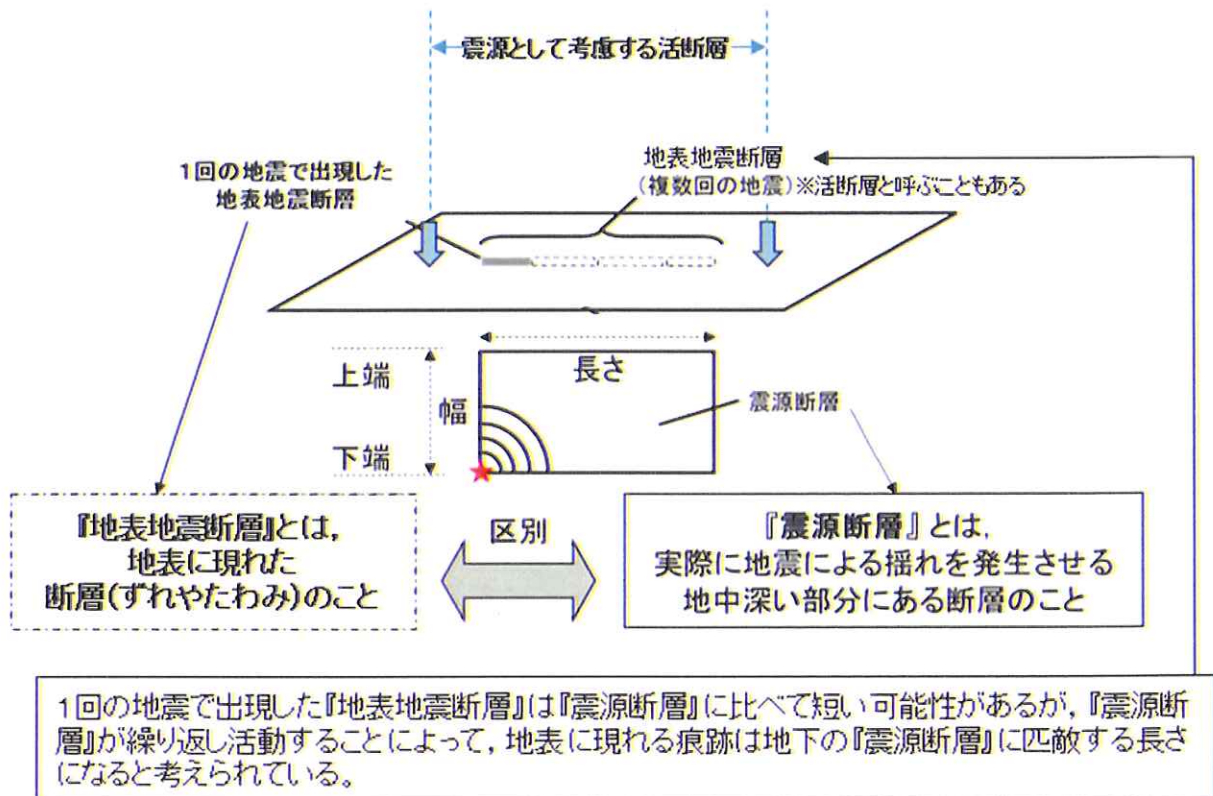 震源として考慮する活断層
1回の地震で出現した
地表地震断層
地表地震断層
(複数回の地震)※活断層と呼ぶこともある
上端
幅
下端
長さ
震源断層
『地表地震断層』とは,
地表に現れた
断層(ずれやたわみ)のこと
区別
『震源断層』とは,
実際に地震による揺れを発生させる
地中深い部分にある断層のこと
1回の地震で出現した『地表地震断層』は『震源断層』に比べて短い可能性があるが,『震源断
層』が繰り返し活動することによって,地表に現れる痕跡は地下の『震源断層』に匹敵する長さ
になると考えられている。